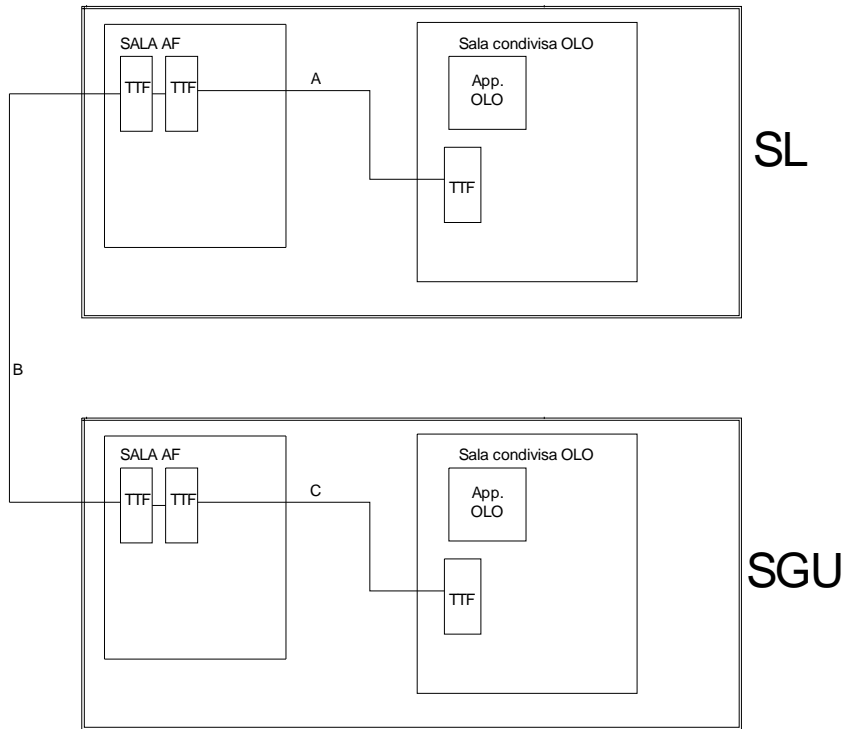 SALA AF
Sala condivisa OLO
TTF
TTF
A
App.
OLO
SL
TTF
B
SALA AF
Sala condivisa OLO
TTF
TTF
C
App.
OLO
SGU
TTF